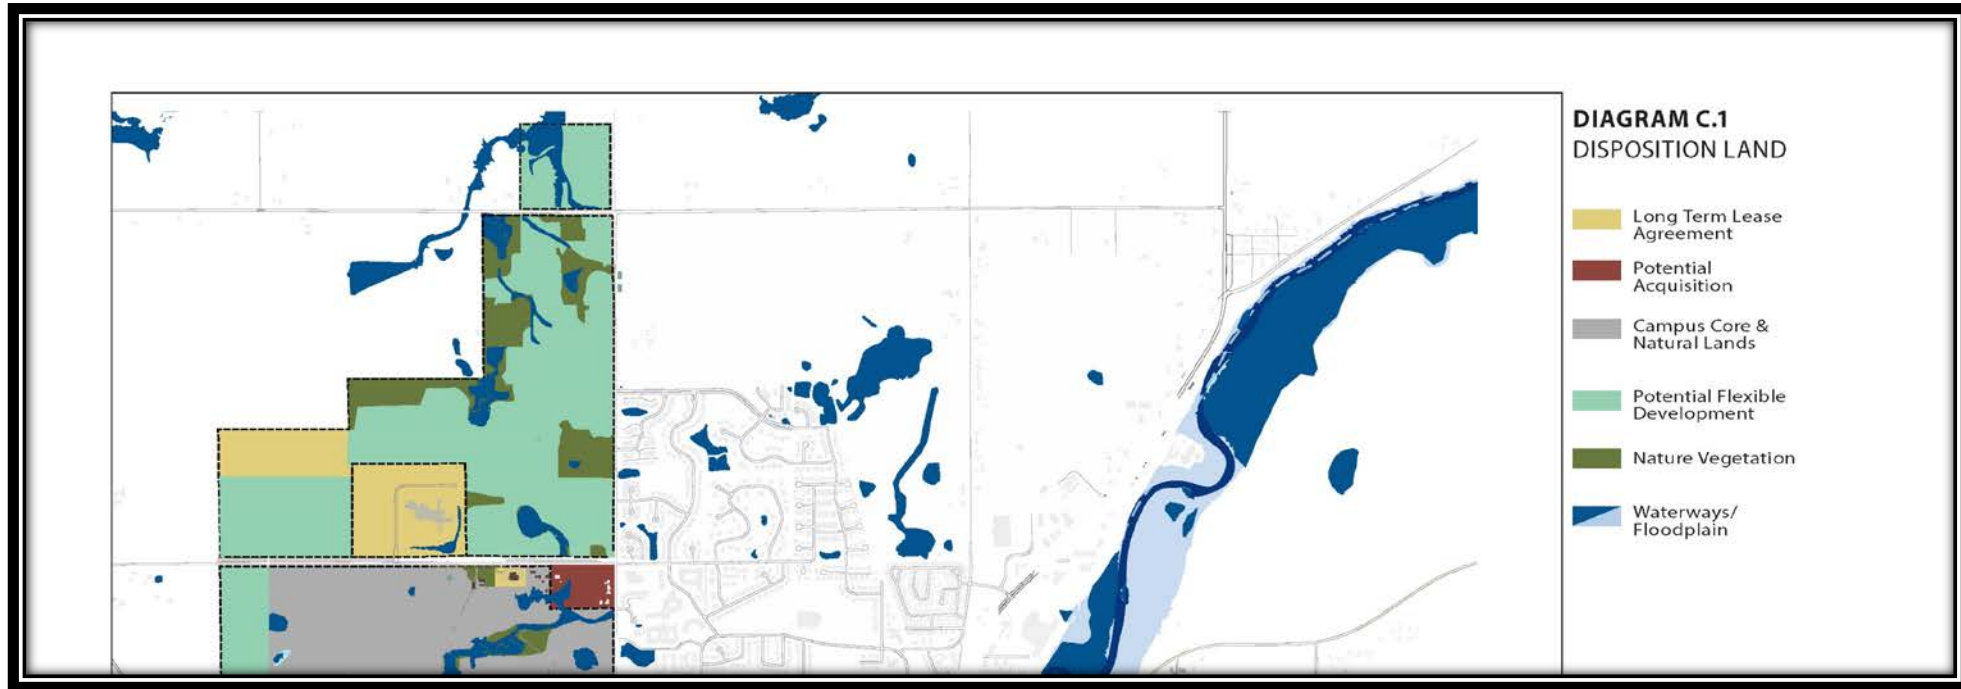 DIAGRAM C.1
DISPOSITION LAND
Long Term Lease
Agreement
Potential
Acquisition
Campus Core &
Natural Lands
Potential Flexible
Development
Nature Vegetation
Waterways/
Floodplain